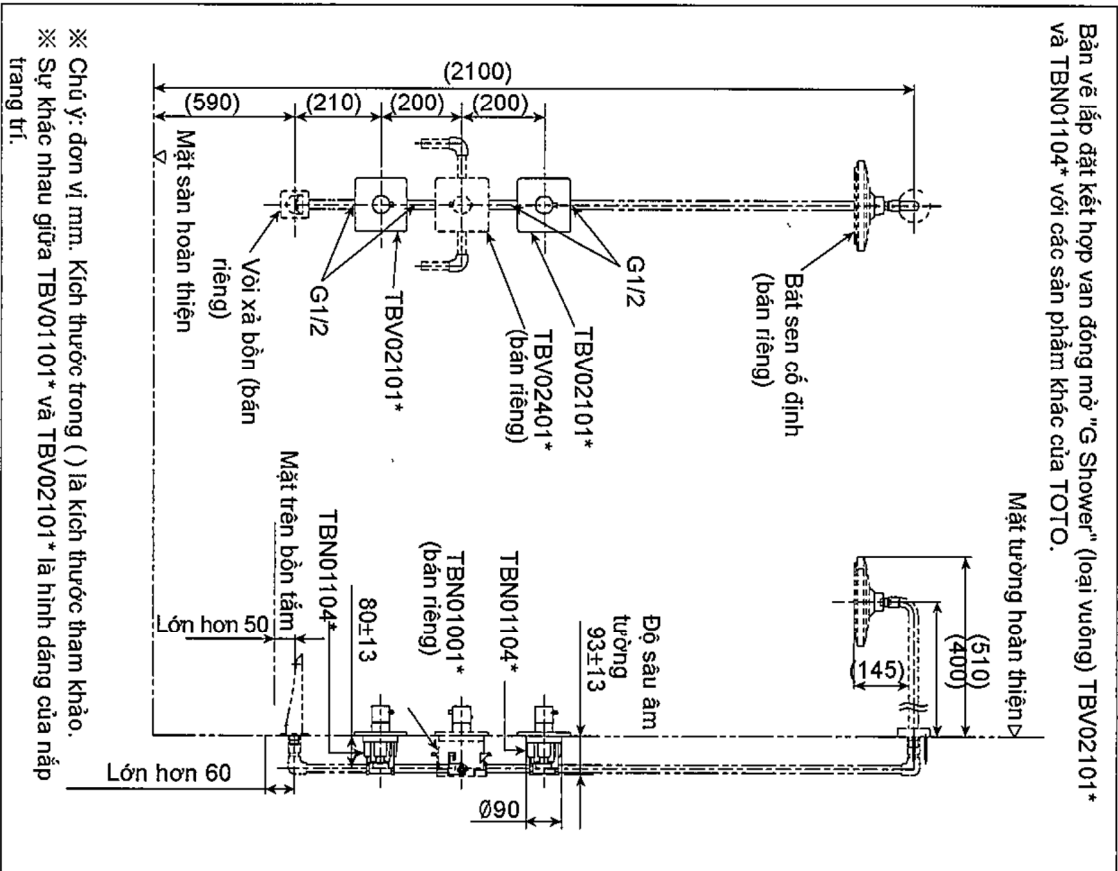 Bản vẽ lắp đặt kết hợp van đóng mở "G Shower" (loại vuông) TBV02101*
và TBN01104* với các sản phẩm khác của TOTO.
Mặt tường hoàn thiện
(510)
(400)
(145)
Bát sen cố định
(bán riêng)
G1/2
TBV02101*
TBV02401*
(bán riêng)
TBV02101*
G1/2
Vòi xả bồn (bán
riêng)
Mặt sàn hoàn thiện
(2100)
(590)
(210)
(200)
(200)
Độ sâu âm
tường
93±13
TBN01104*
TBN01001*
(bán riêng)
80±13
TBN01104*
Mặt trên bồn tắm
Lớn hơn 50
Lớn hơn 60
Ø90
※ Chú ý: đơn vị mm. Kích thước trong ( ) là kích thước tham khảo.
※ Sự khác nhau giữa TBV01101* và TBV02101* là hình dáng của nắp
trang trí.